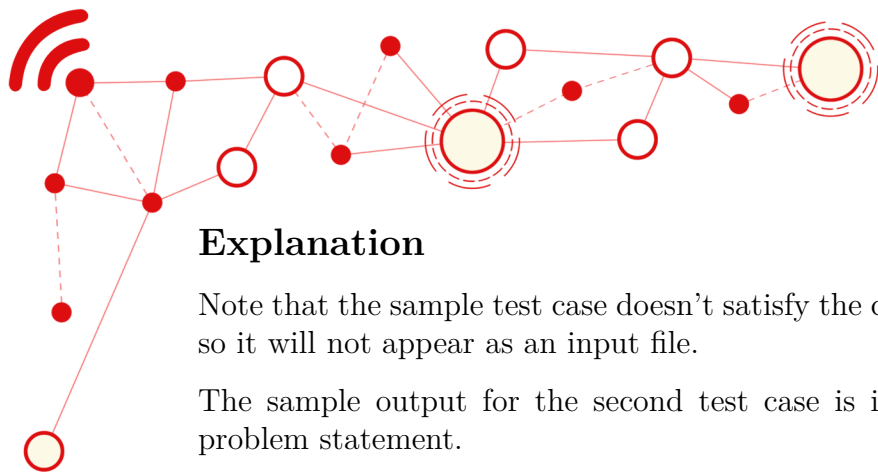 Explanation
Note that the sample test case doesn't satisfy the
so it will not appear as an input file.
The sample output for the second test case is
problem statement.